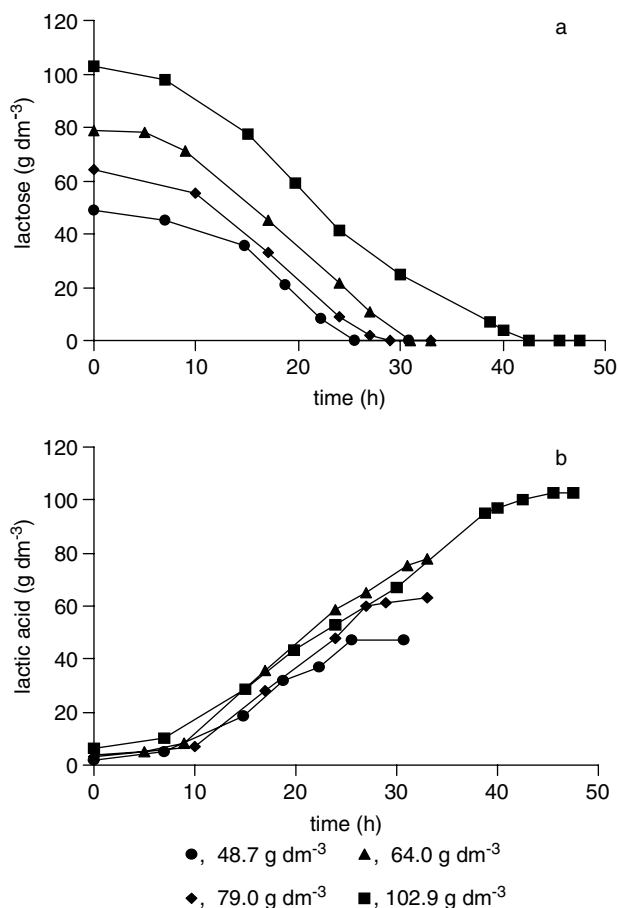 a
120
100
80
60
40
20
0
lactose (g dm⁻³)
0 10 20 30 40 50
time (h)
b
120
100
80
60
40
20
0
lactic acid (g dm⁻³)
0 10 20 30 40 50
time (h)
●, 48.7 g dm⁻³ ▲, 64.0 g dm⁻³
◆, 79.0 g dm⁻³ ■, 102.9 g dm⁻³